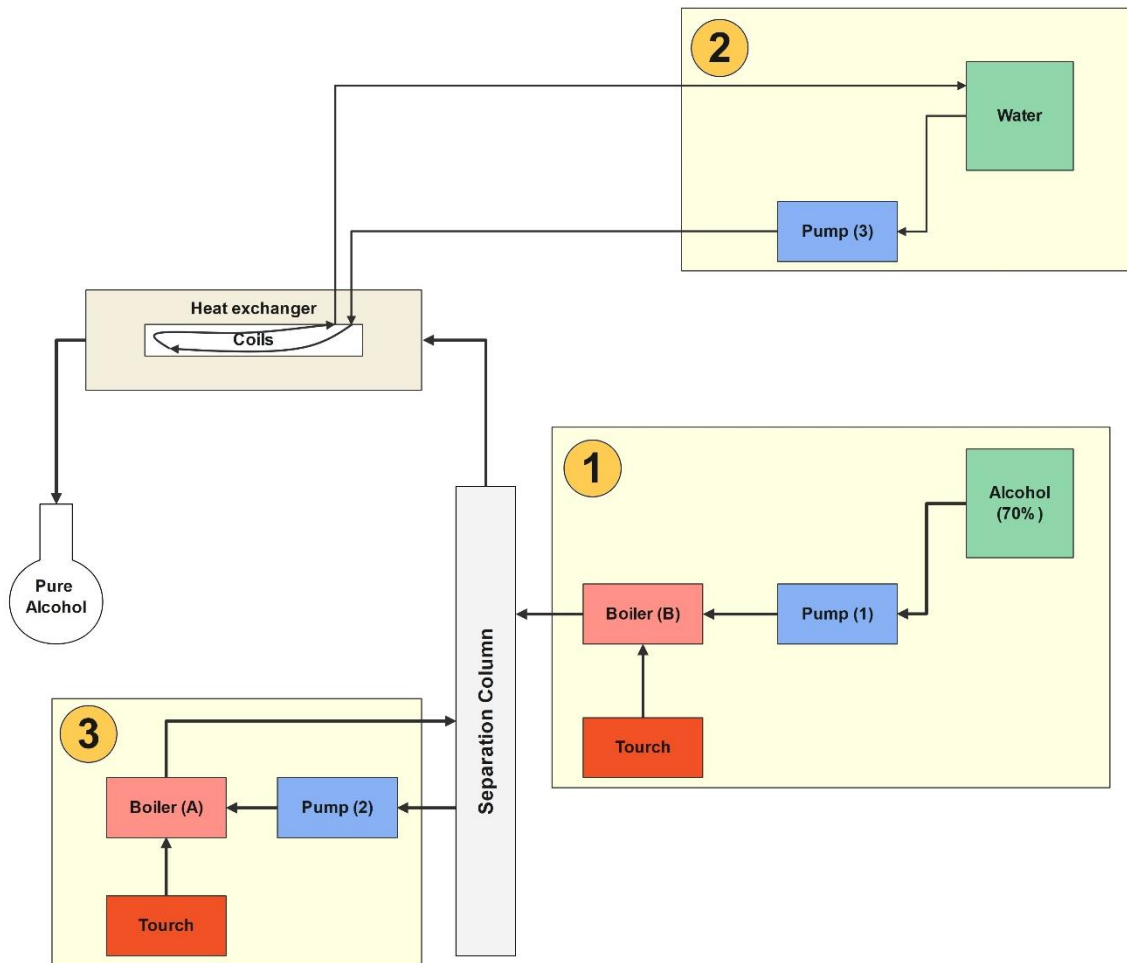 2
Water
Pump (3)
Heat exchanger
Coils
1
Alcohol
(70%)
Pure
Alcohol
Boiler (B)
Pump (1)
Separation Column
Tourch
3
Boiler (A)
Pump (2)
Tourch